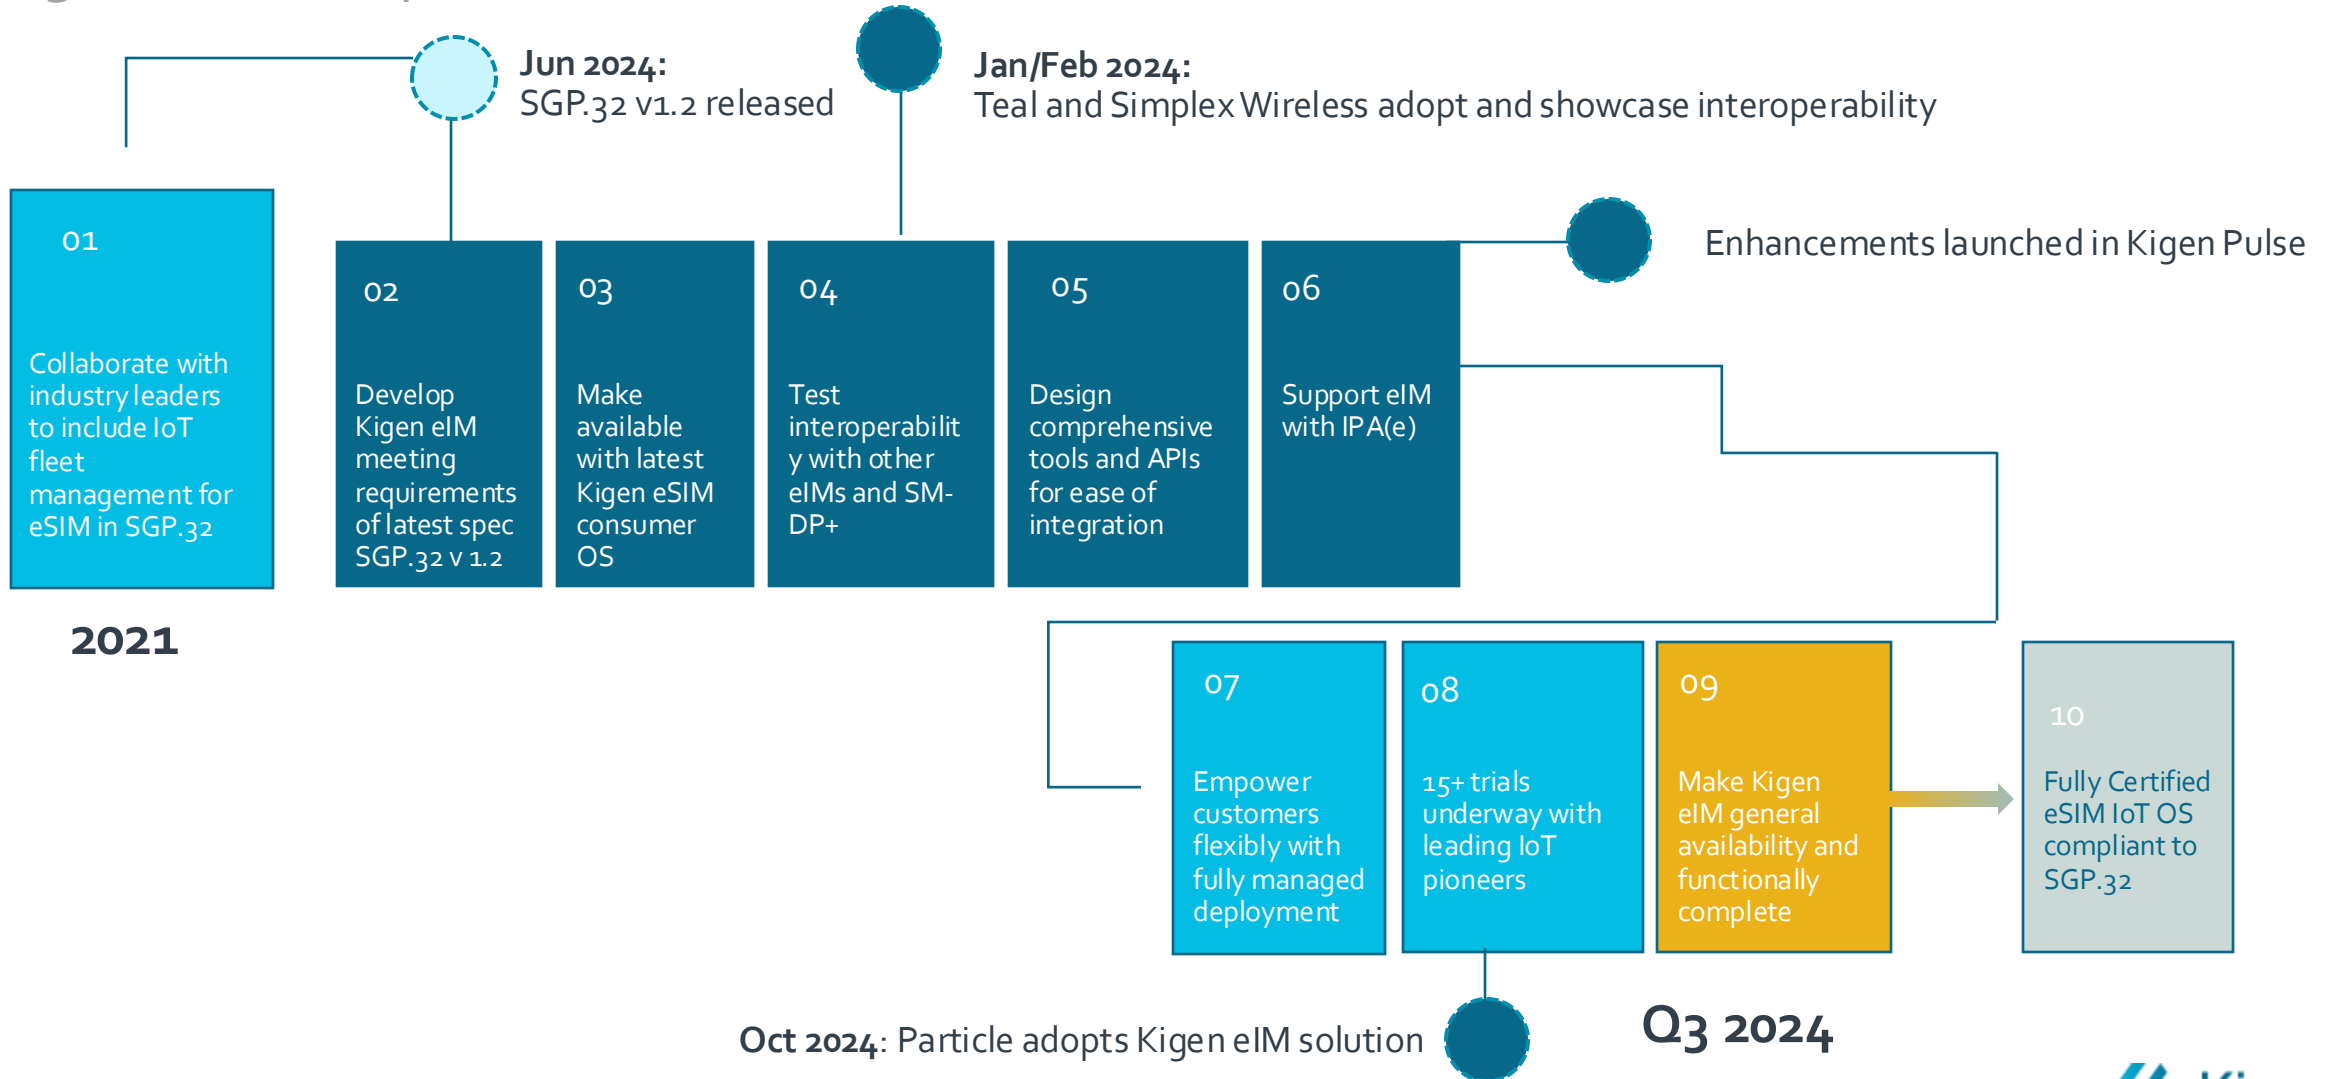 Jun 2024:
SGP.32 v1.2 released
Jan/Feb 2024:
Teal and Simplex Wireless adopt and showcase interoperability
Enhancements launched in Kigen Pulse
01
Collaborate with
industry leaders
to include IoT
fleet
management for
eSIM in SGP.32
2021
02
Develop
Kigen eIM
meeting
requirements
of latest spec
SGP.32 v 1.2
03
Make
available
with latest
Kigen eSIM
consumer
OS
04
Test
interoperabilit
y with other
eIMs and SM-
DP+
05
Design
comprehensive
tools and APIs
for ease of
integration
06
Support eIM
with IPA(e)
07
Empower
customers
flexibly with
fully managed
deployment
08
15+ trials
underway with
leading IoT
pioneers
09
Make Kigen
eIM general
availability and
functionally
complete
10
Fully Certified
eSIM IoT OS
compliant to
SGP.32
Oct 2024: Particle adopts Kigen eIM solution
Q3 2024